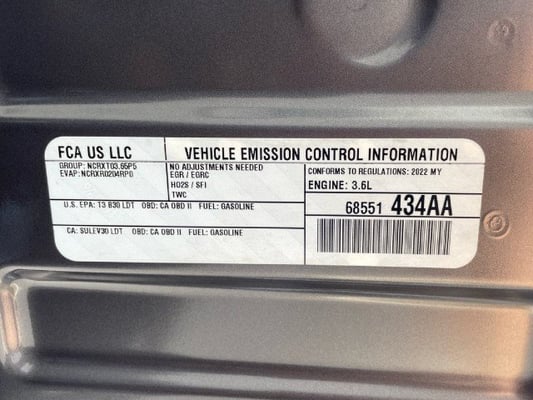 FCA US LLC
VEHICLE EMISSION CONTROL INFORMATION
GROUP: NCRXT03.65P5
EVAP: NCRXR0204RP0
NO ADJUSTMENTS NEEDED
EGR / EGRC
HO2S / SFI
TWC
CONFORMS TO REGULATIONS: 2022 MY
ENGINE: 3.6L
U.S. EPA: T3 B30 LDT OBD: CA OBD II FUEL: GASOLINE
CA: SULEV30 LDT OBD: CA OBD II FUEL: GASOLINE
68551 434AA